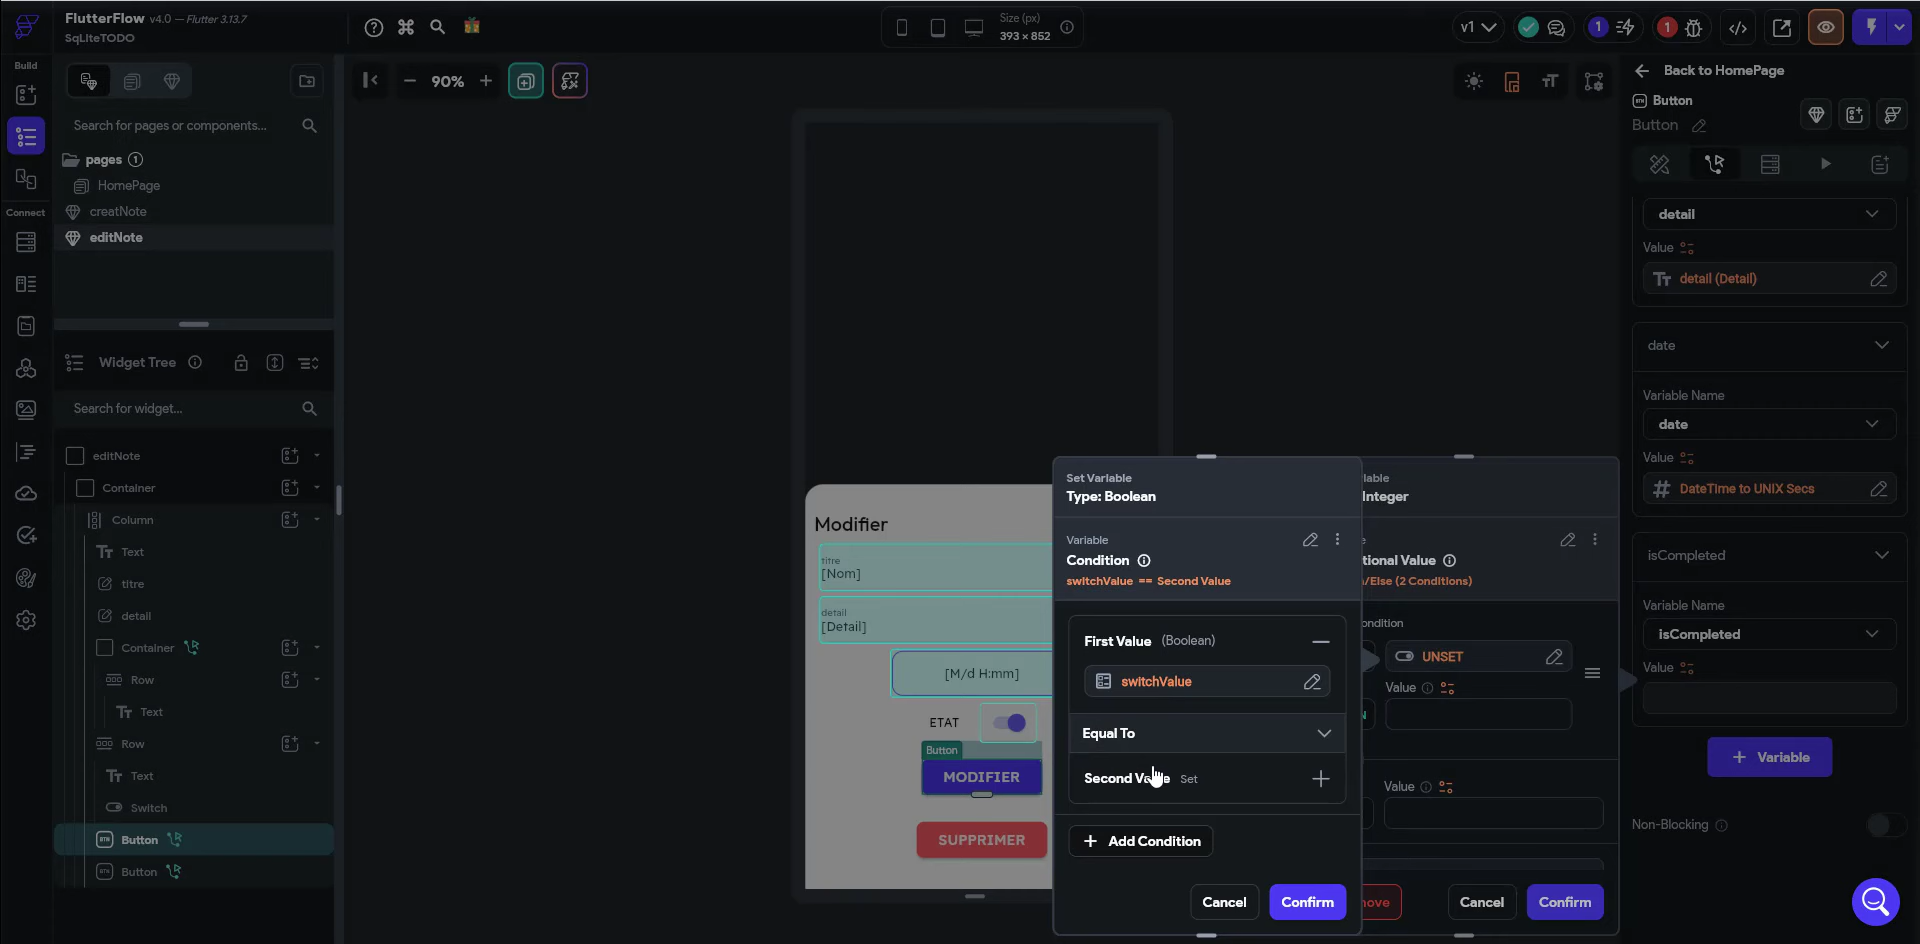 FlutterFlow v4.0 — Flutter 3.13.7
SqLiteTODO
Size (px)
393 × 852
v1
1
1
Build
Connect
Search for pages or components...
pages 1
HomePage
creatNote
editNote
Widget Tree
Search for widget...
editNote
Container
Column
Text
titre
detail
Container
Row
Text
Row
Text
Switch
Button
Button
90%
Modifier
titre
[Nom]
detail
[Detail]
[M/d H:mm]
ETAT
Button
MODIFIER
SUPPRIMER
Set Variable
Type: Boolean
Variable
Condition
switchValue == Second Value
First Value (Boolean)
switchValue
Equal To
Second Value Set
Add Condition
Cancel
Confirm
iable
Integer
e
tional Value
/Else (2 Conditions)
ondition
UNSET
Value
N
Value
nove
Cancel
Confirm
Back to HomePage
Button
Button
detail
Value
detail (Detail)
date
Variable Name
date
Value
DateTime to UNIX Secs
isCompleted
Variable Name
isCompleted
Value
Variable
Non-Blocking